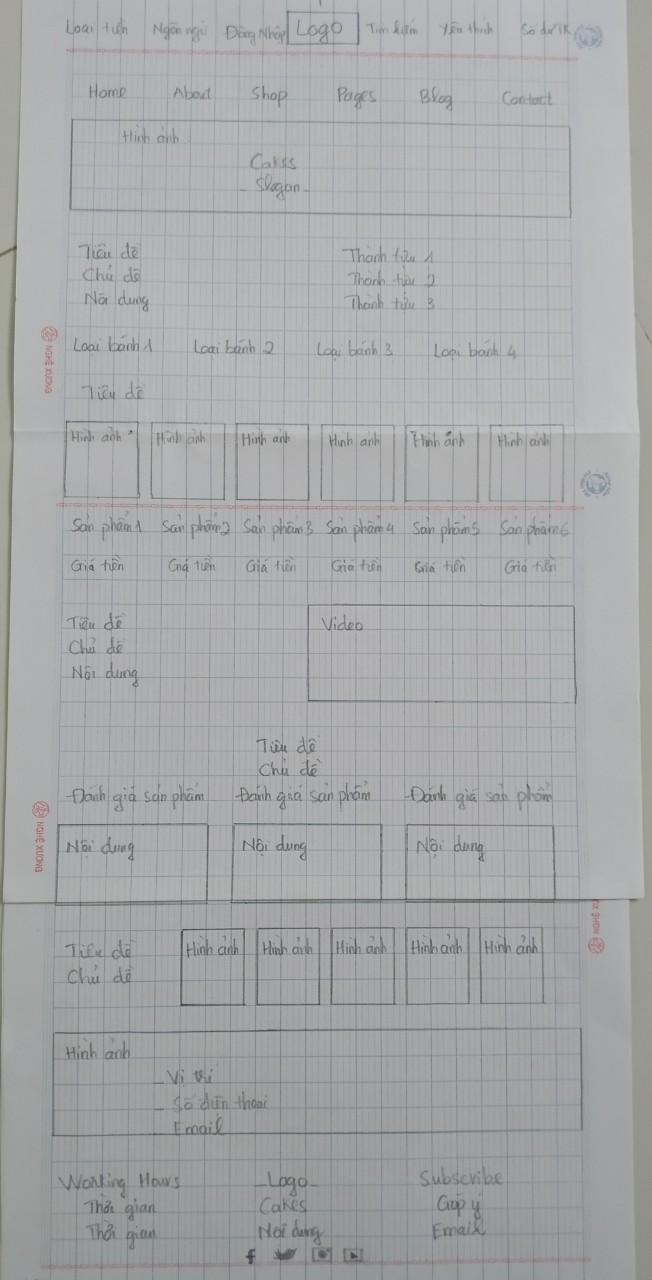 Loại tiền Ngôn ngữ Đăng Nhập Logo Tìm kiếm Yêu thích Số dư TK
Home About Shop Pages Blog Contact
Hình ảnh
Cakes
- Slogan -
Tiêu đề Thành tựu 1
Chủ đề Thành tựu 2
Nội dung Thành tựu 3
Loại bánh 1 Loại bánh 2 Loại bánh 3 Loại bánh 4
NGHỆ XUONG
Tiêu đề
Hình ảnh Hình ảnh Hình ảnh Hình ảnh Hình ảnh Hình ảnh
Sản phẩm 1 Sản phẩm 2 Sản phẩm 3 Sản phẩm 4 Sản phẩm 5 Sản phẩm 6
Giá tiền Giá tiền Giá tiền Giá tiền Giá tiền Giá tiền
Tiêu đề Video
Chủ đề
Nội dung
Tiêu đề
Chủ đề
Đánh giá sản phẩm Đánh giá sản phẩm Đánh giá sản phẩm
NGHỆ XUONG
Nội dung Nội dung Nội dung
Tiêu đề Hình ảnh Hình ảnh Hình ảnh Hình ảnh Hình ảnh
Chủ đề
Hình ảnh
- Vị trí
- Số điện thoại
- Email
Working Hours - Logo - Subscribe
Thời gian Cakes Góp ý
Thời gian Nội dung Email